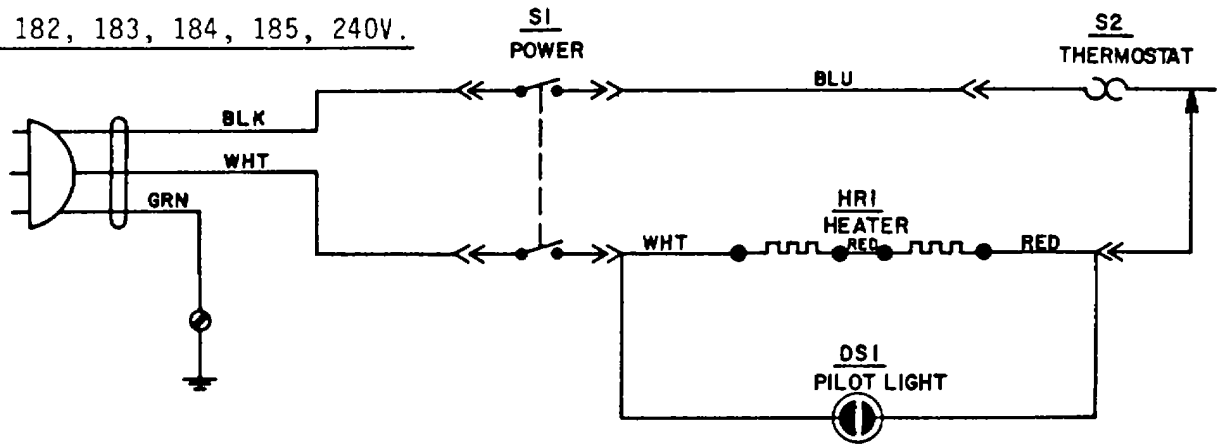 182, 183, 184, 185, 240V.
S1
POWER
S2
THERMOSTAT
BLU
BLK
WHT
GRN
HR1
HEATER
WHT
RED
RED
DS1
PILOT LIGHT